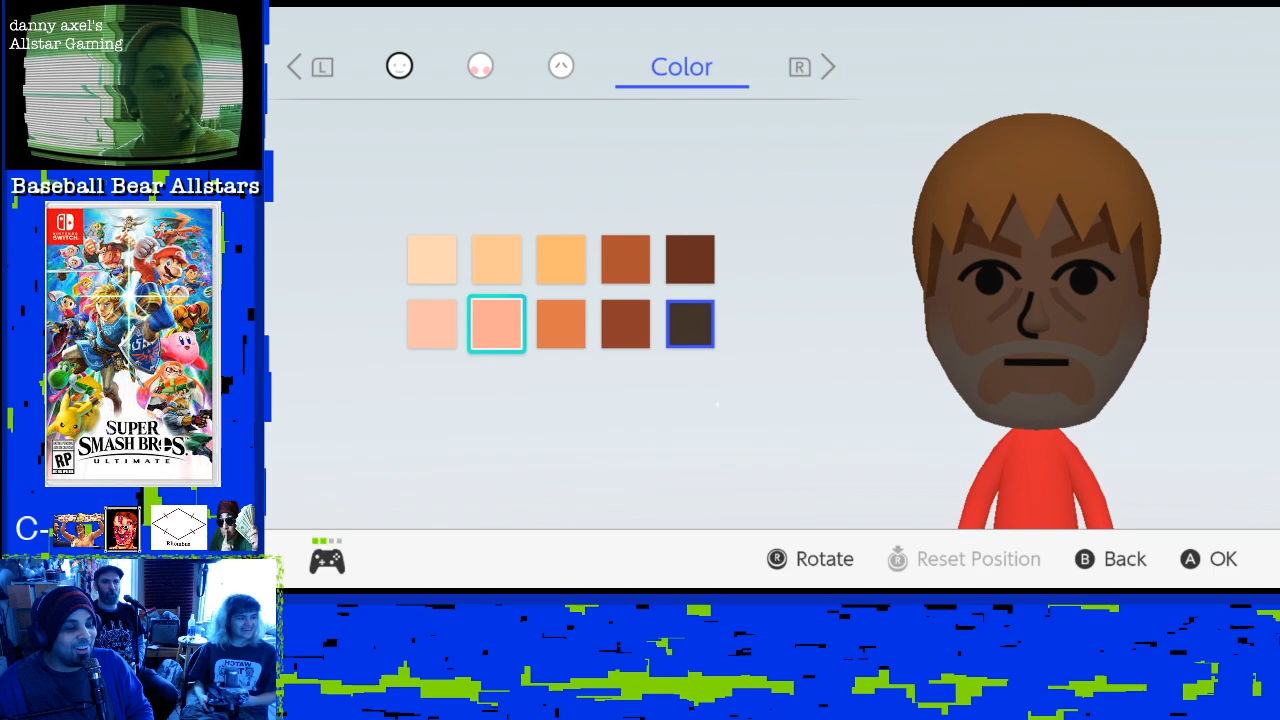 danny axel's
Allstar Gaming
Baseball Bear Allstars
NINTENDO
SWITCH
SUPER
SMASH BROS.
ULTIMATE
RP
C-
Rhombus
L
Color
R
R Rotate
R Reset Position
B Back
A OK